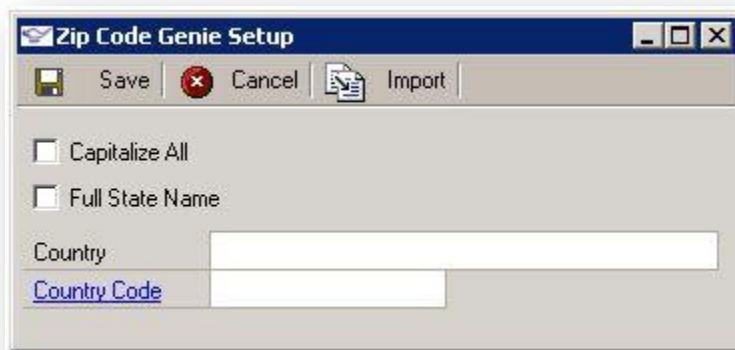 Zip Code Genie Setup
Save Cancel Import
Capitalize All
Full State Name
Country
Country Code